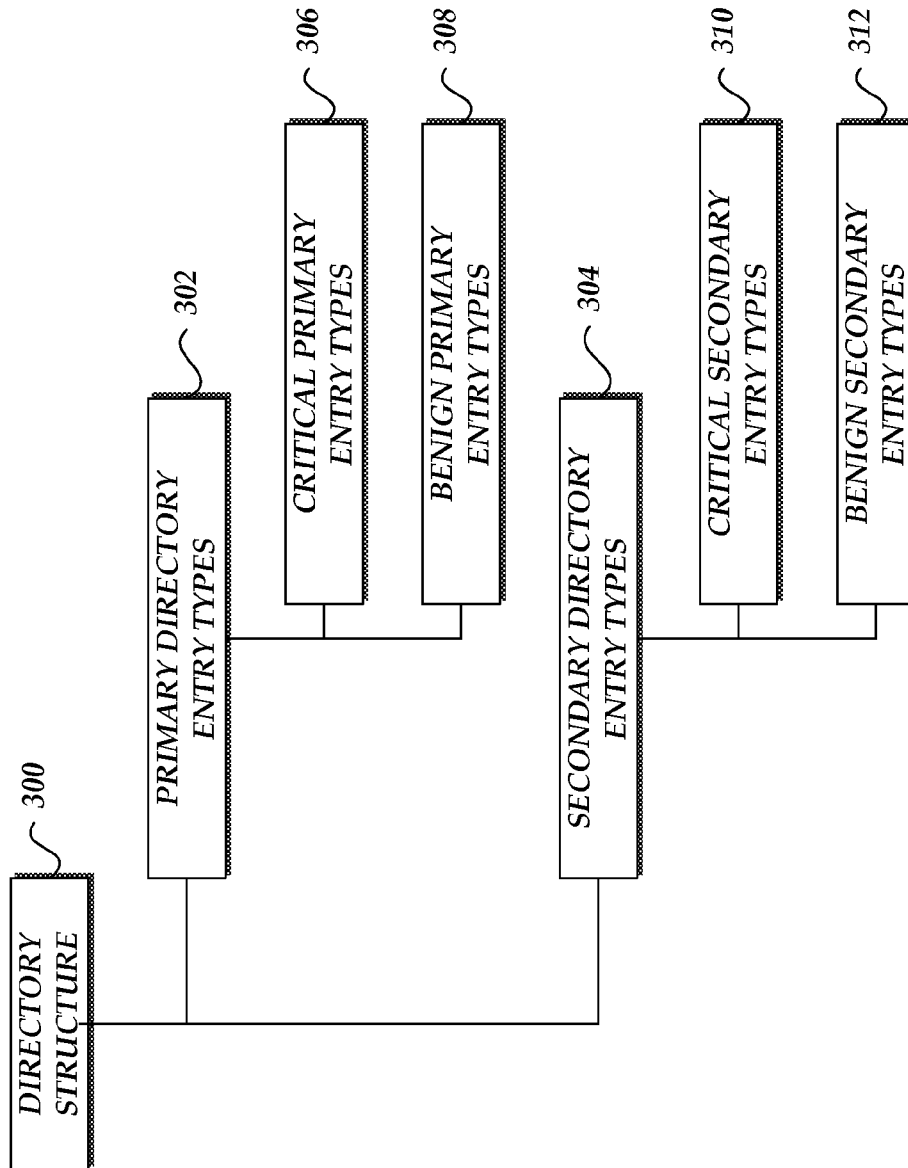 DIRECTORY
STRUCTURE
300
PRIMARY DIRECTORY
ENTRY TYPES
302
CRITICAL PRIMARY
ENTRY TYPES
306
BENIGN PRIMARY
ENTRY TYPES
308
SECONDARY DIRECTORY
ENTRY TYPES
304
CRITICAL SECONDARY
ENTRY TYPES
310
BENIGN SECONDARY
ENTRY TYPES
312